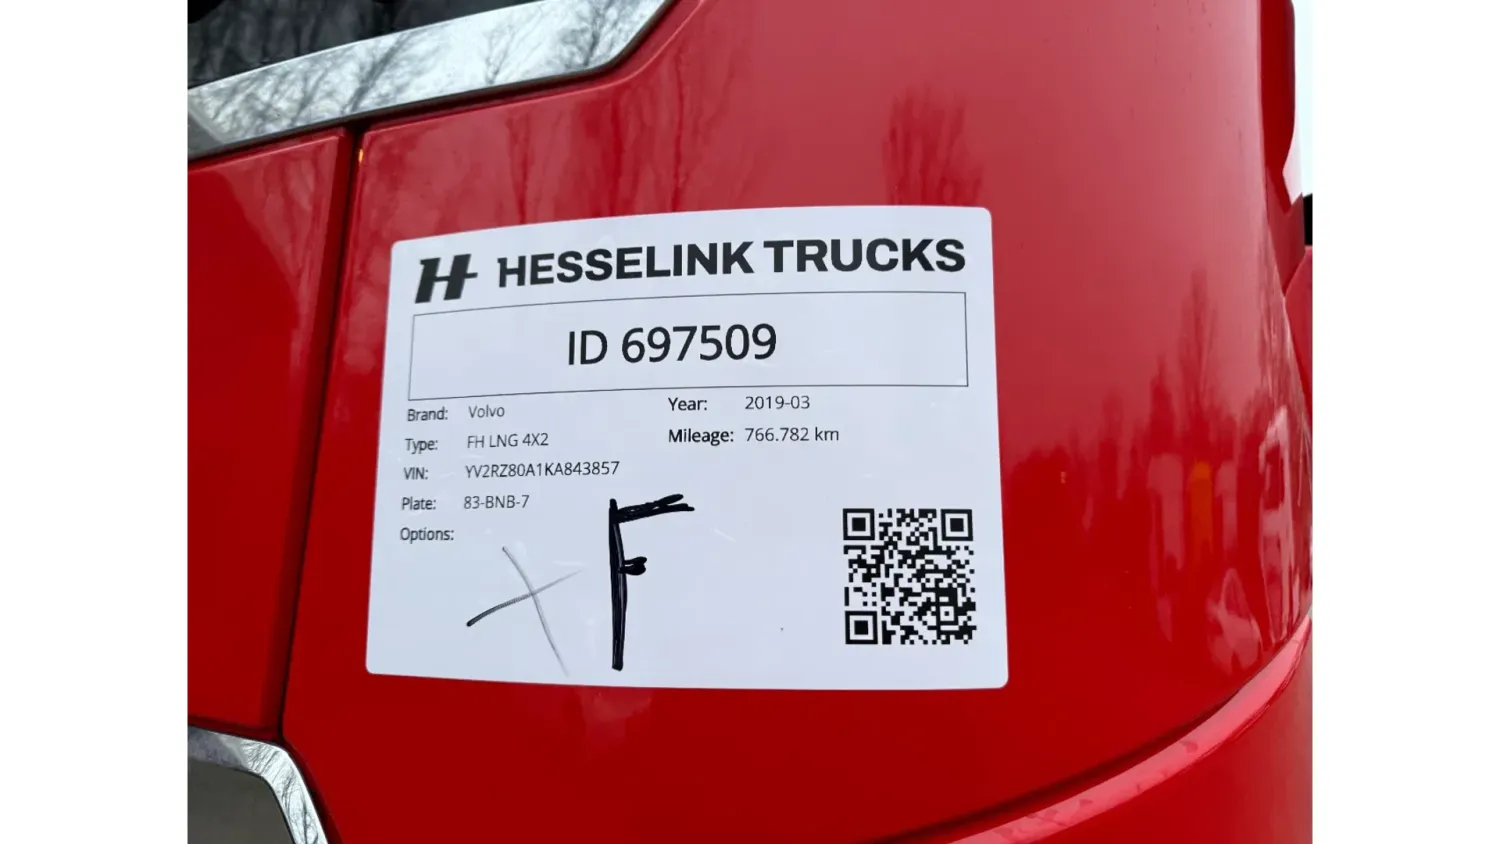 H HESSELINK TRUCKS
ID 697509
Brand: Volvo
Type: FH LNG 4X2
VIN: YV2RZ80A1KA843857
Plate: 83-BNB-7
Options:
Year: 2019-03
Mileage: 766.782 km
X F